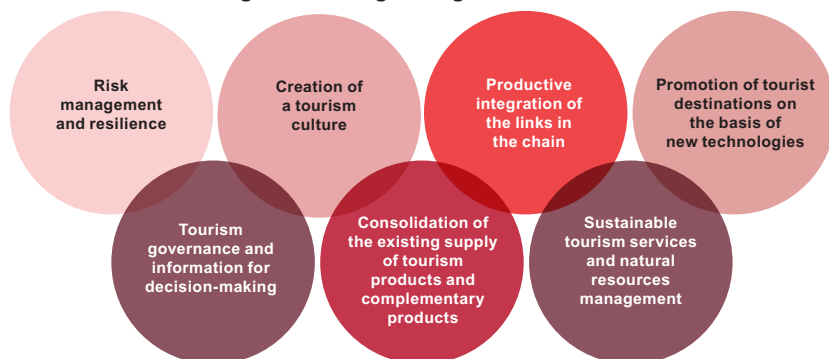 Risk
management
and resilience
Creation of
a tourism
culture
Productive
integration of
the links in
the chain
Promotion of tourist
destinations on
the basis of
new technologies
Tourism
governance and
information for
decision-making
Consolidation of
the existing supply
of tourism
products and
complementary
products
Sustainable
tourism services
and natural
resources
management